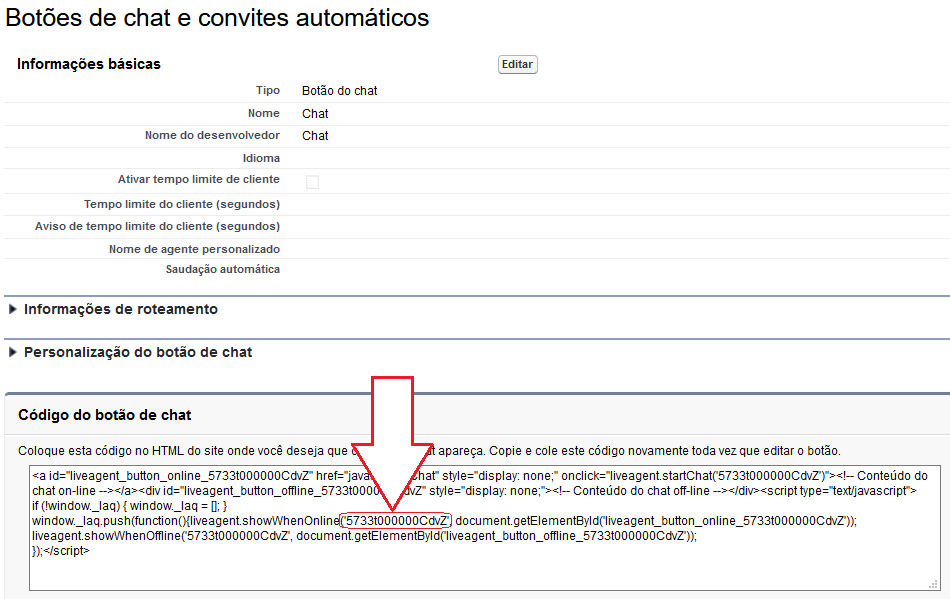 Botões de chat e convites automáticos
Informações básicas
Editar
Tipo Botão do chat
Nome Chat
Nome do desenvolvedor Chat
Idioma
Ativar tempo limite de cliente
Tempo limite do cliente (segundos)
Aviso de tempo limite do cliente (segundos)
Nome de agente personalizado
Saudação automática
Informações de roteamento
Personalização do botão de chat
Código do botão de chat
Coloque esta código no HTML do site onde você deseja que apareça. Copie e cole este código novamente toda vez que editar o botão.
<a id="liveagent_button_online_5733t000000CdvZ" href="java Chat" style="display: none;" onclick="liveagent.startChat('5733t000000CdvZ')"><!-- Conteúdo do
chat on-line --></a><div id="liveagent_button_offline_5733t000 CdvZ" style="display: none;"><!-- Conteúdo do chat off-line --></div><script type="text/javascript">
if (!window._laq) { window._laq = []; }
window._laq.push(function(){liveagent.showWhenOnline('5733t000000CdvZ', document.getElementById('liveagent_button_online_5733t000000CdvZ'));
liveagent.showWhenOffline('5733t000000CdvZ', document.getElementById('liveagent_button_offline_5733t000000CdvZ'));
});</script>